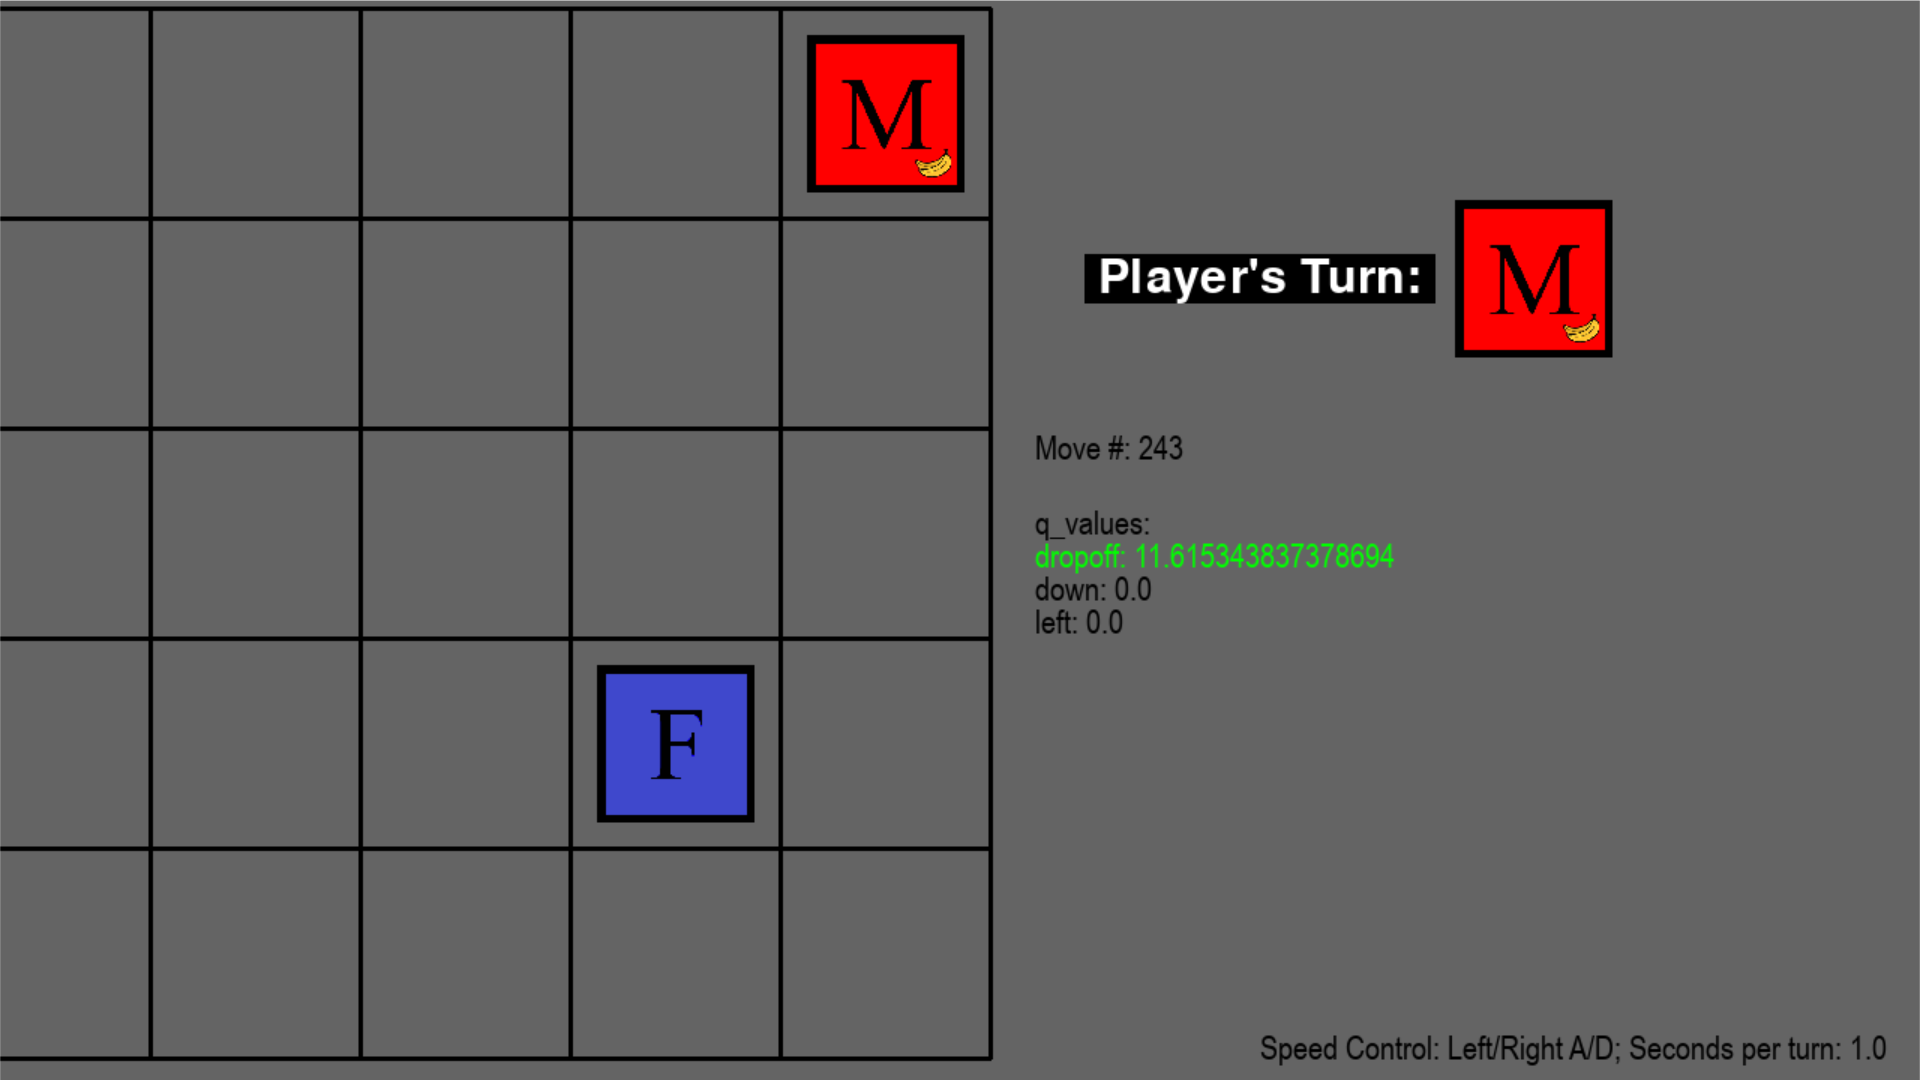 M
Player's Turn:
M
Move #: 243
q_values:
dropoff: 11.615343837378694
down: 0.0
left: 0.0
F
Speed Control: Left/Right A/D; Seconds per turn: 1.0